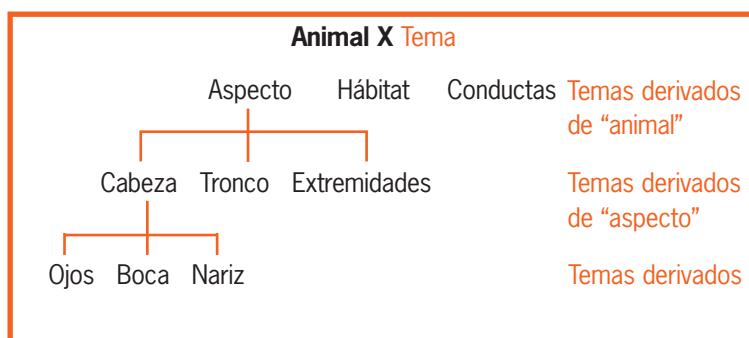 Animal X Tema
Aspecto Hábitat Conductas Temas derivados
de “animal”
Cabeza Tronco Extremidades Temas derivados
de “aspecto”
Ojos Boca Nariz Temas derivados